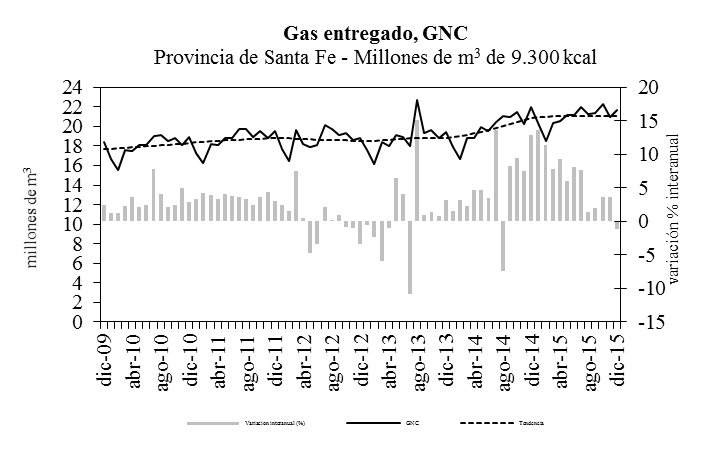 Gas entregado, GNC
Provincia de Santa Fe - Millones de m³ de 9.300 kcal
24
22
20
18
16
14
12
10
8
6
4
2
0
millones de m³
20
15
10
5
0
-5
-10
-15
variación % interanual
dic-09
abr-10
ago-10
dic-10
abr-11
ago-11
dic-11
abr-12
ago-12
dic-12
abr-13
ago-13
dic-13
abr-14
ago-14
dic-14
abr-15
ago-15
dic-15
Variación interanual (%)
GNC
Tendencia